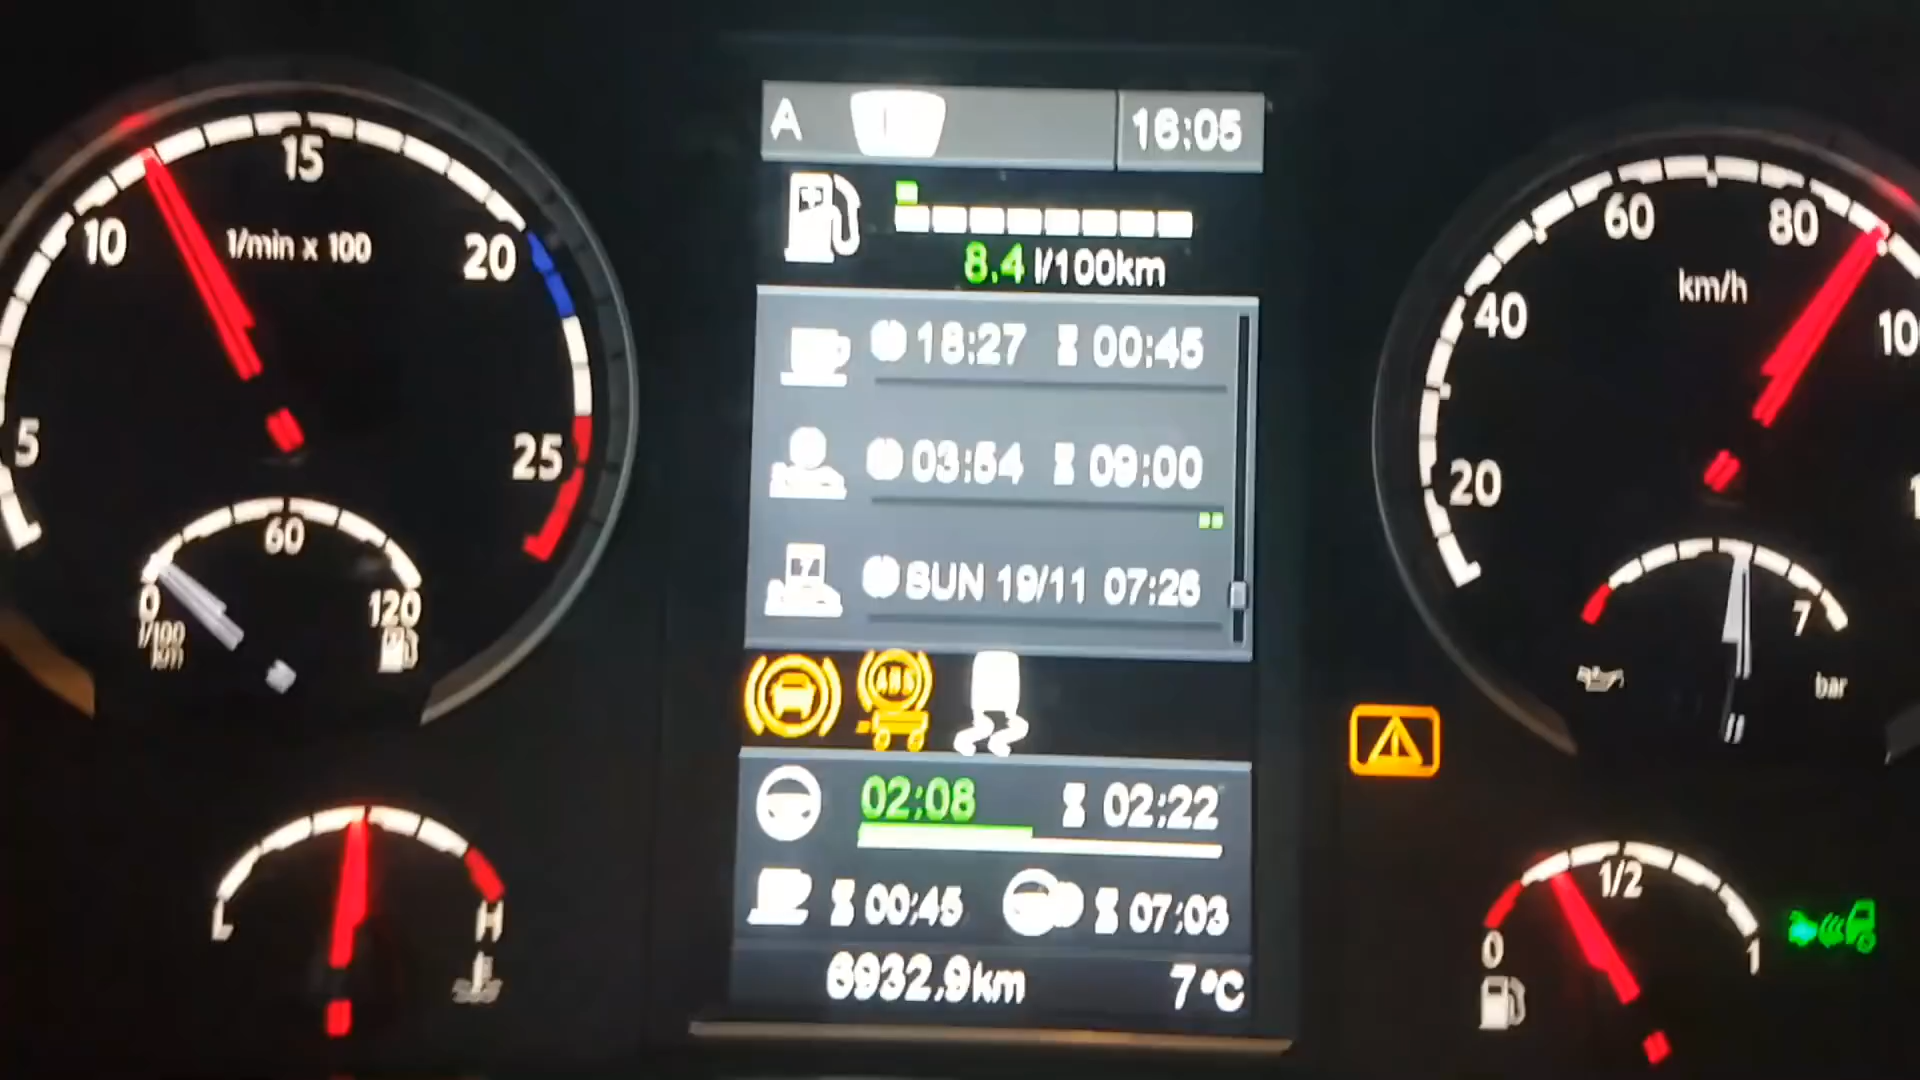 A 16:05
8.4 l/100km
18:27 00:45
03:54 09:00
SUN 19/11 07:26
02:08 02:22
00:45 07:03
6932.9km 7°C
5 10 15 20 25
1/min x 100
0 60 120
l/100
km
L H
20 40 60 80
km/h
7
bar
0 1/2 1
ABS